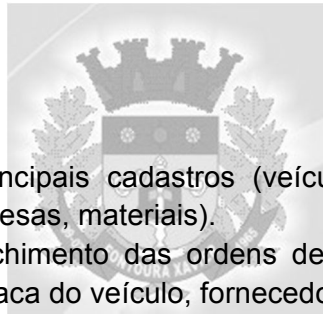 ncipais cadastros (veícu
esas, materiais).
chimento das ordens de
aca do veículo, fornecedo